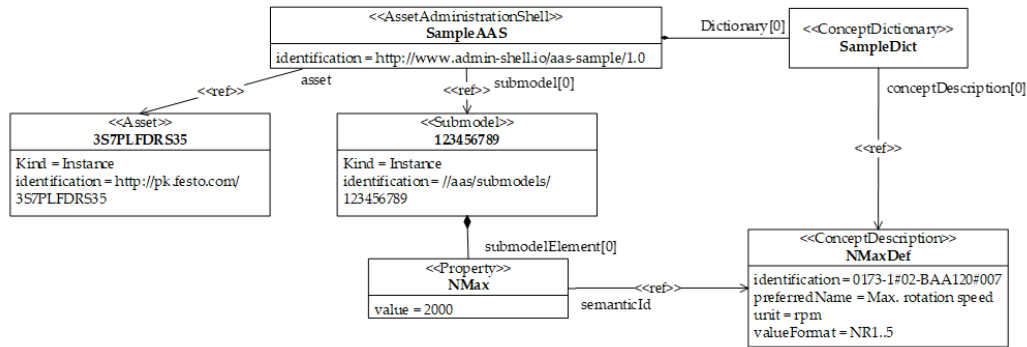 <<AssetAdministrationShell>>
SampleAAS
identification = http://www.admin-shell.io/aas-sample/1.0
Dictionary[0]
<<ConceptDictionary>>
SampleDict
asset
<<ref>>
submodel[0]
<<ref>>
conceptDescription[0]
<<ref>>
<<Asset>>
3S7PLFDRS35
Kind = Instance
identification = http://pk.festo.com/
3S7PLFDRS35
<<Submodel>>
123456789
Kind = Instance
identification = //aas/submodels/
123456789
submodelElement[0]
<<Property>>
NMax
value = 2000
<<ref>>
semanticId
<<ConceptDescription>>
NMaxDef
identification = 0173-1#02-BAA120#007
preferredName = Max. rotation speed
unit = rpm
valueFormat = NR1..5